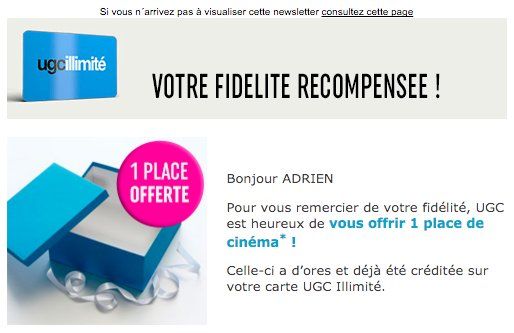 Si vous n´arrivez pas à visualiser cette newsletter consultez cette page
ugcillimité
VOTRE FIDELITE RECOMPENSEE !
1 PLACE
OFFERTE
Bonjour ADRIEN
Pour vous remercier de votre fidélité, UGC
est heureux de vous offrir 1 place de
cinéma* !
Celle-ci a d'ores et déjà été créditée sur
votre carte UGC Illimité.